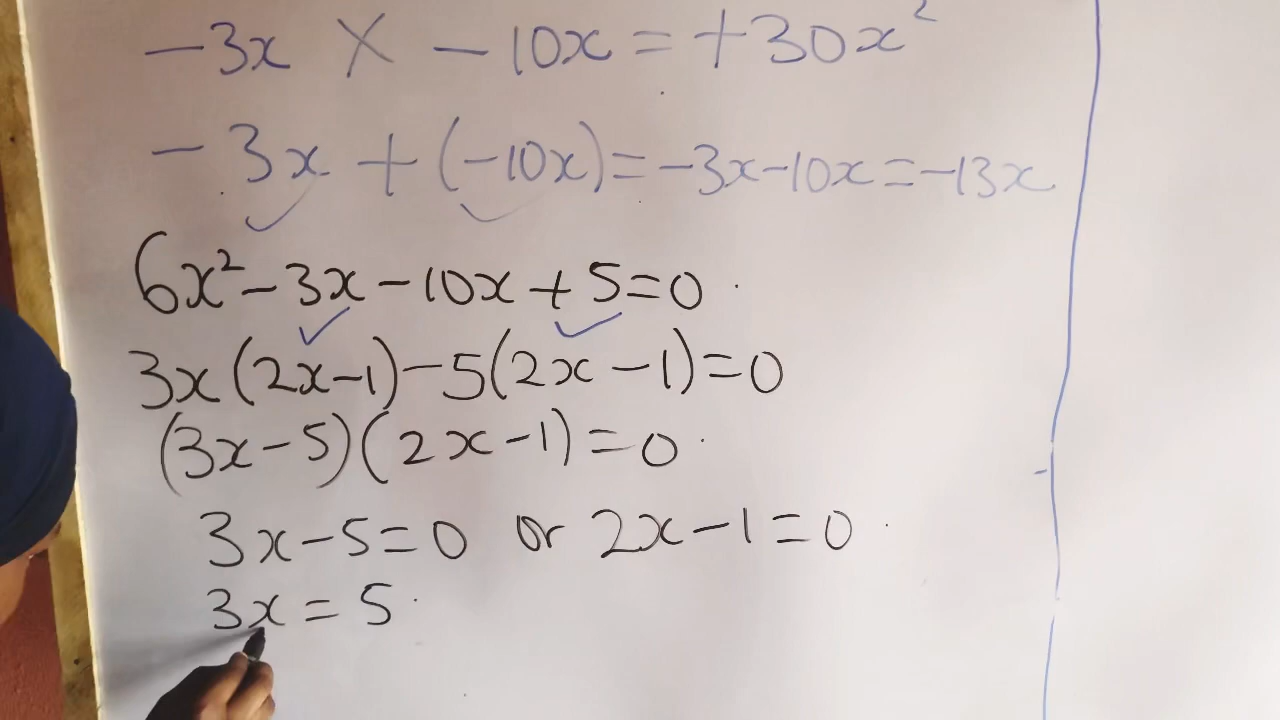 -3x × -10x = +30x²
-3x + (-10x) = -3x-10x = -13x
6x² - 3x - 10x + 5 = 0
3x(2x-1) - 5(2x-1) = 0
(3x-5)(2x-1) = 0
3x-5=0 or 2x-1=0
3x = 5